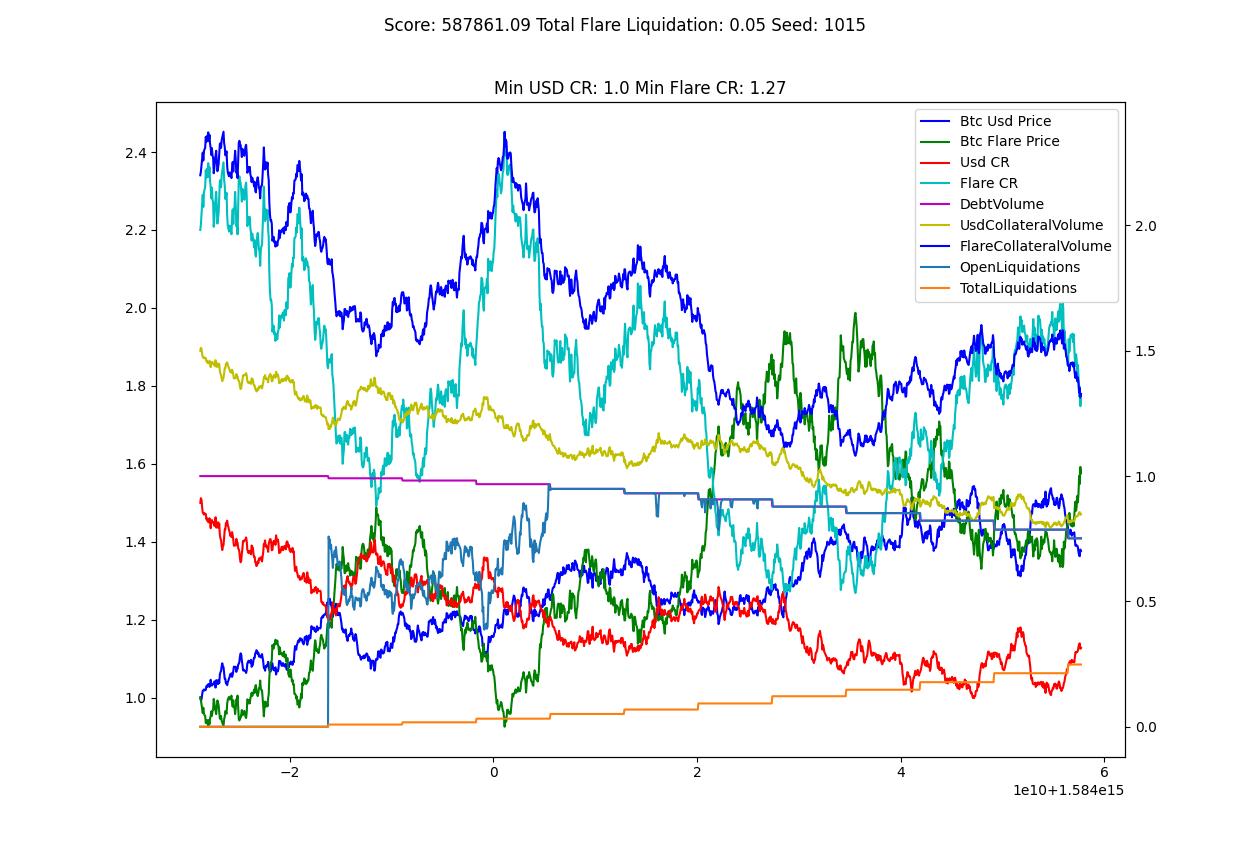 Score: 587861.09 Total Flare Liquidation: 0.05 Seed: 1015
Min USD CR: 1.0 Min Flare CR: 1.27
Btc Usd Price
Btc Flare Price
Usd CR
Flare CR
DebtVolume
UsdCollateralVolume
FlareCollateralVolume
OpenLiquidations
TotalLiquidations
2.4
2.2
2.0
1.8
1.6
1.4
1.2
1.0
2.0
1.5
1.0
0.5
0.0
−2
0
2
4
6
1e10+1.584e15